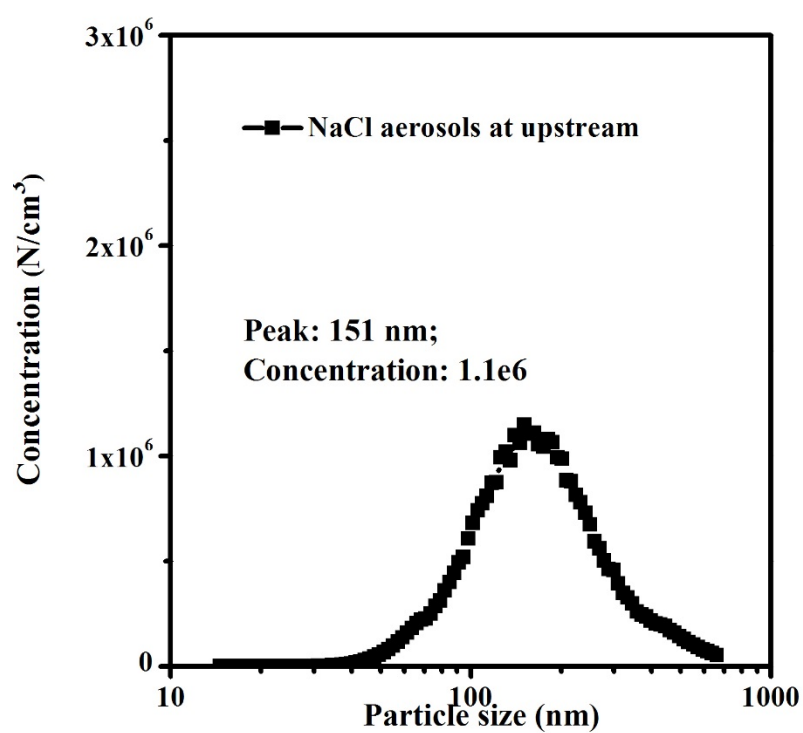 3x10⁶
NaCl aerosols at upstream
2x10⁶
Concentration (N/cm³)
Peak: 151 nm;
Concentration: 1.1e6
1x10⁶
0
10
100
1000
Particle size (nm)